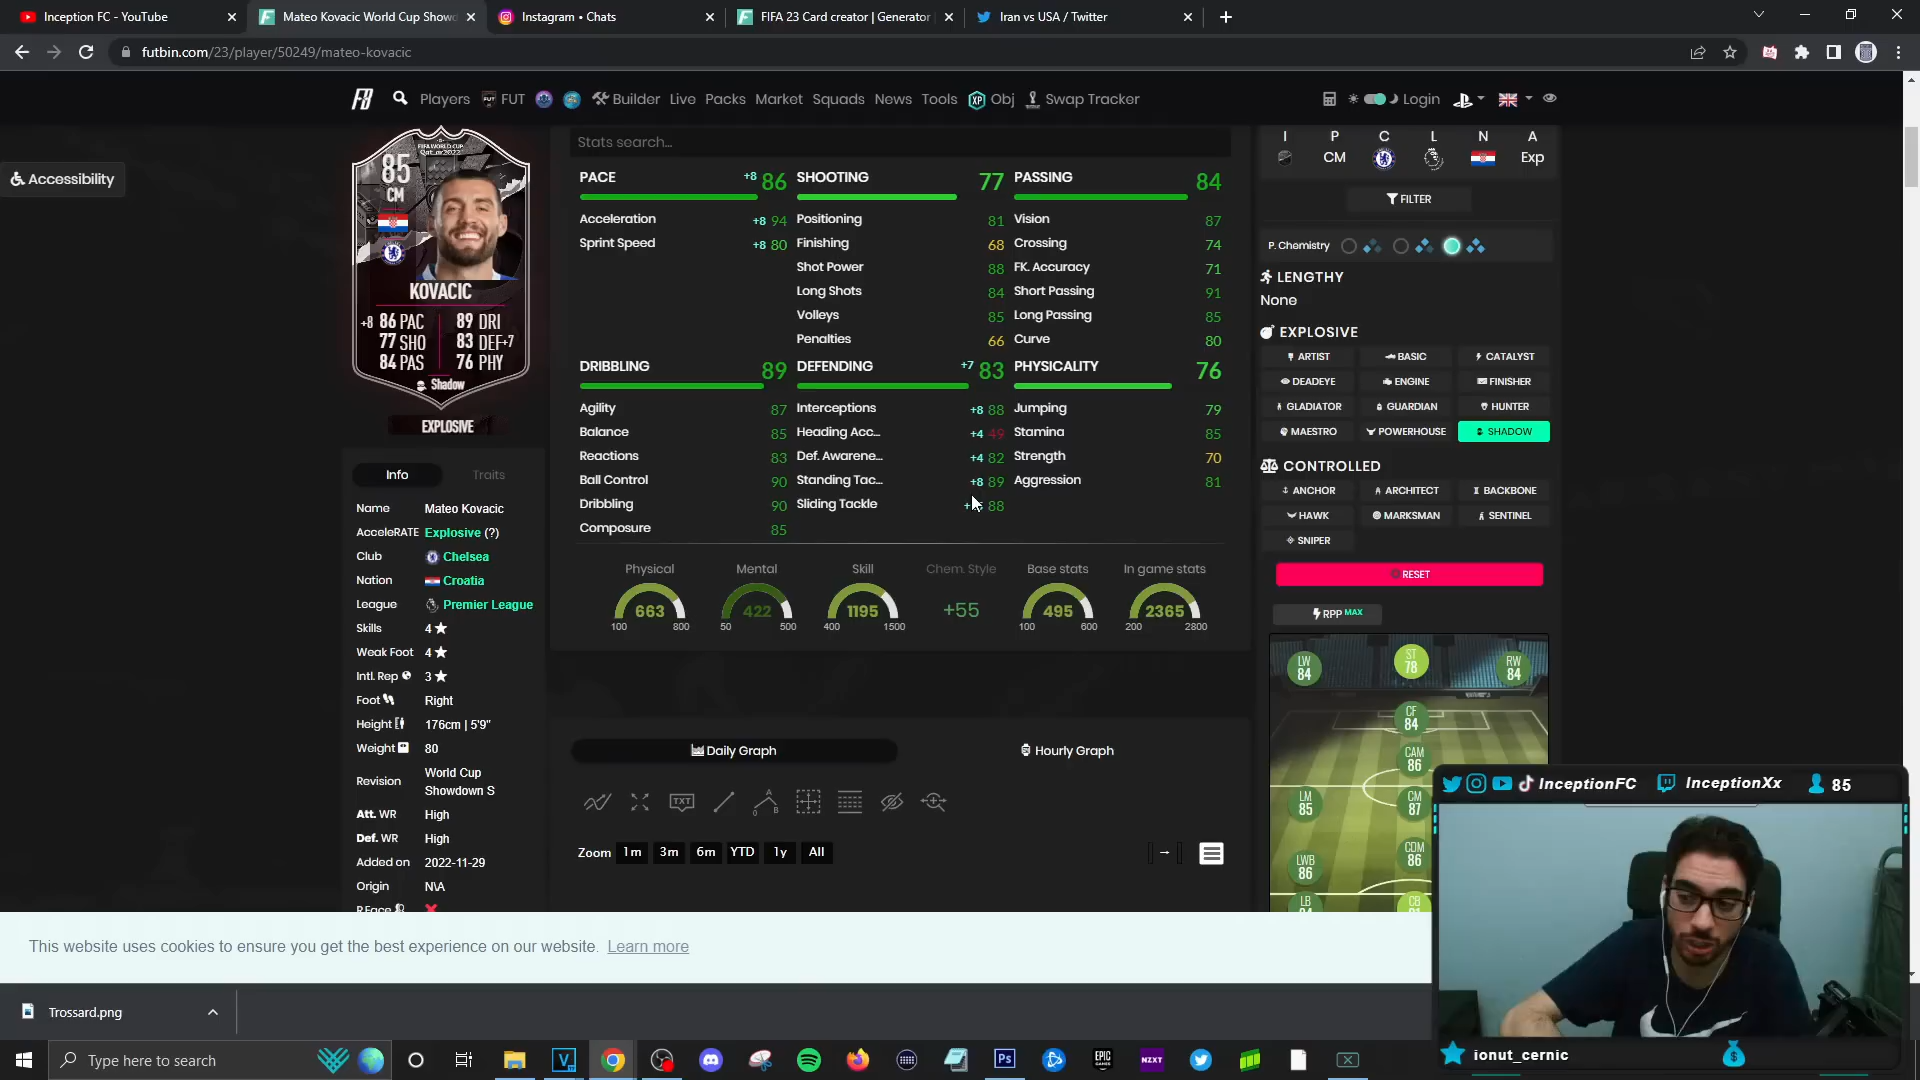 Inception FC - YouTube
Mateo Kovacic World Cup Show
Instagram • Chats
FIFA 23 Card creator | Generator
Iran vs USA / Twitter
futbin.com/23/player/50249/mateo-kovacic
Players FUT Builder Live Packs Market Squads News Tools XP Obj Swap Tracker Login
Accessibility
FIFA WORLD CUP
Qatar2022
85
CM
KOVACIC
+8 86 PAC 89 DRI
77 SHO 83 DEF+7
84 PAS 76 PHY
Shadow
EXPLOSIVE
Info Traits
Name Mateo Kovacic
AcceleRATE Explosive (?)
Club Chelsea
Nation Croatia
League Premier League
Skills 4
Weak Foot 4
Intl. Rep 3
Foot Right
Height 176cm | 5'9"
Weight 80
Revision World Cup Showdown S
Att. WR High
Def. WR High
Added on 2022-11-29
Origin N\A
R.Face
Stats search...
PACE +8 86
Acceleration +8 94
Sprint Speed +8 80
SHOOTING 77
Positioning 81
Finishing 68
Shot Power 88
Long Shots 84
Volleys 85
Penalties 66
PASSING 84
Vision 87
Crossing 74
FK. Accuracy 71
Short Passing 91
Long Passing 85
Curve 80
DRIBBLING 89
Agility 87
Balance 85
Reactions 83
Ball Control 90
Dribbling 90
Composure 85
DEFENDING +7 83
Interceptions +8 88
Heading Acc... +4 49
Def. Awarene... +4 82
Standing Tac... +8 89
Sliding Tackle 88
PHYSICALITY 76
Jumping 79
Stamina 85
Strength 70
Aggression 81
Physical Mental Skill Chem. Style Base stats In game stats
663 422 1195 +55 495 2365
100 800 50 500 400 1500 100 600 200 2800
Daily Graph Hourly Graph
TXT
Zoom 1m 3m 6m YTD 1y All
I P C L N A
CM Exp
FILTER
P. Chemistry
LENGTHY
None
EXPLOSIVE
ARTIST BASIC CATALYST
DEADEYE ENGINE FINISHER
GLADIATOR GUARDIAN HUNTER
MAESTRO POWERHOUSE SHADOW
CONTROLLED
ANCHOR ARCHITECT BACKBONE
HAWK MARKSMAN SENTINEL
SNIPER
RESET
RPP MAX
LW 84
ST 78
RW 84
CF 84
CAM 86
LM 85
CM 87
LWB 86
CDM 86
LB
CB
InceptionFC InceptionXx 85
ionut_cernic
This website uses cookies to ensure you get the best experience on our website. Learn more
Trossard.png
Type here to search
V
Ps
EPIC GAMES
NZXT